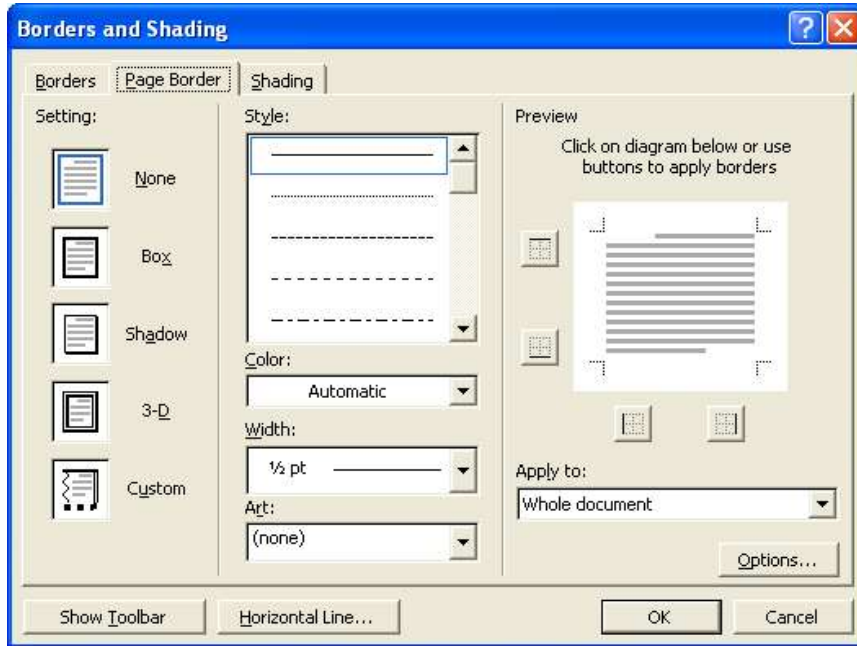 Borders and Shading
Borders
Page Border
Shading
Setting:
None
Box
Shadow
3-D
Custom
Style:
Color:
Automatic
Width:
½ pt
Art:
(none)
Preview
Click on diagram below or use
buttons to apply borders
Apply to:
Whole document
Options...
Show Toolbar
Horizontal Line...
OK
Cancel